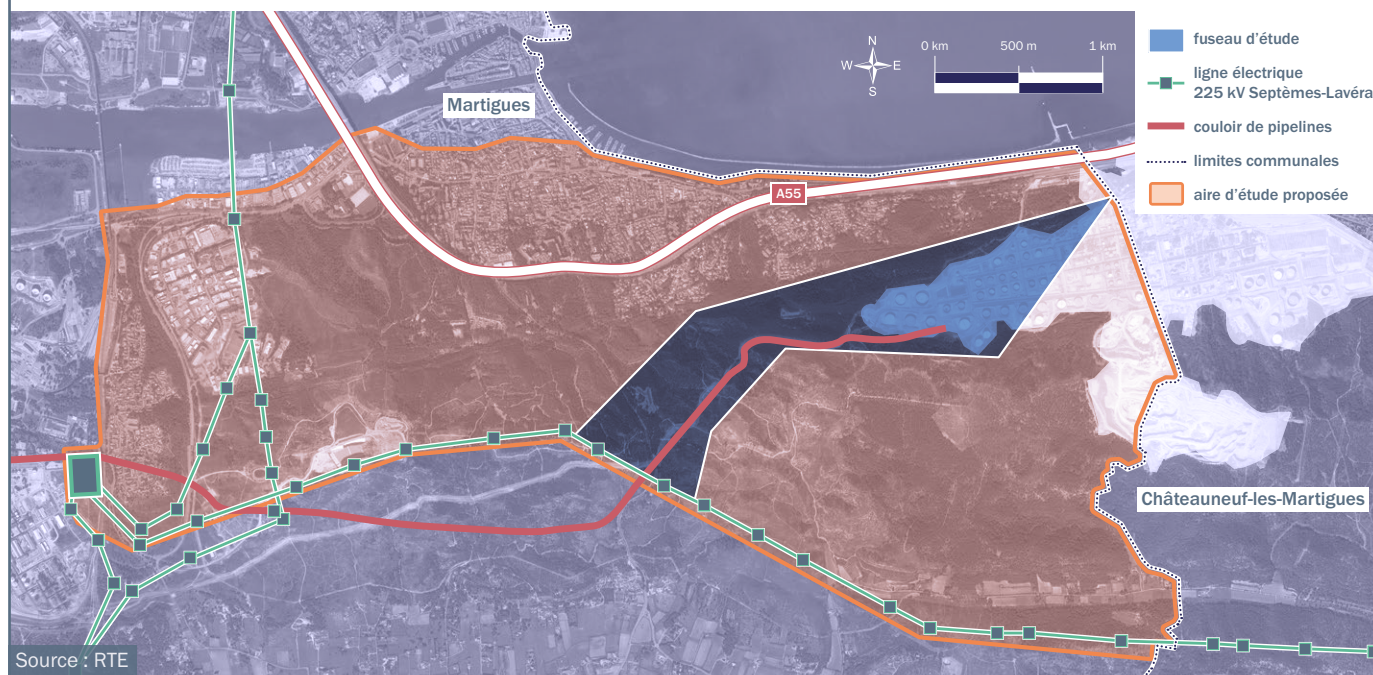 Martigues
N
W E
S
0 km 500 m 1 km
fuseau d'étude
ligne électrique
225 kV Septèmes-Lavéra
couloir de pipelines
limites communales
aire d'étude proposée
A55
Châteauneuf-les-Martigues
Source : RTE